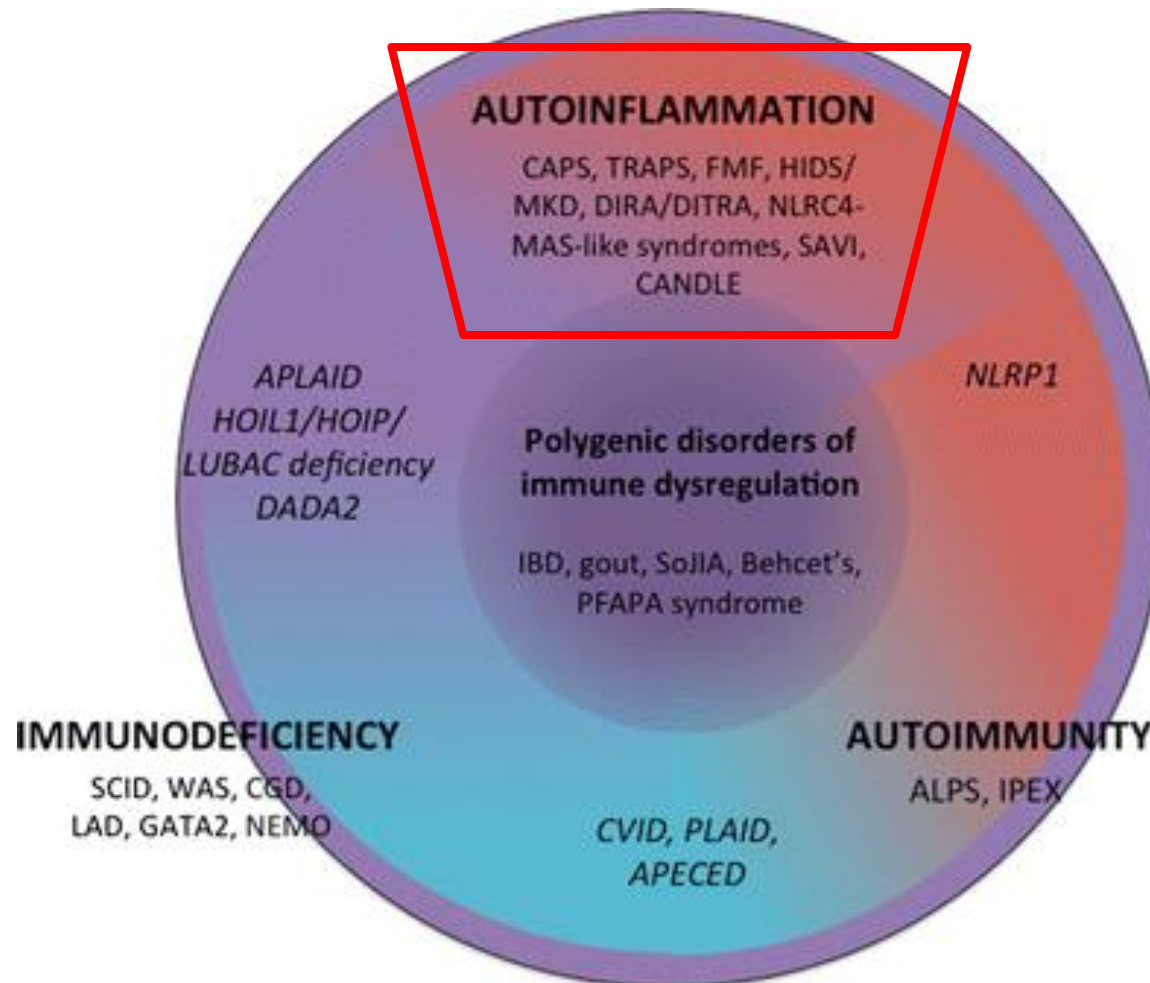 AUTOINFLAMMATION
CAPS, TRAPS, FMF, HIDS/
MKD, DIRA/DITRA, NLRC4-
MAS-like syndromes, SAVI,
CANDLE
APLAID
HOIL1/HOIP/
LUBAC deficiency
DADA2
NLRP1
Polygenic disorders of
immune dysregulation
IBD, gout, SoJIA, Behcet's,
PFAPA syndrome
IMMUNODEFICIENCY
SCID, WAS, CGD,
LAD, GATA2, NEMO
AUTOIMMUNITY
ALPS, IPEX
CVID, PLAID,
APECED